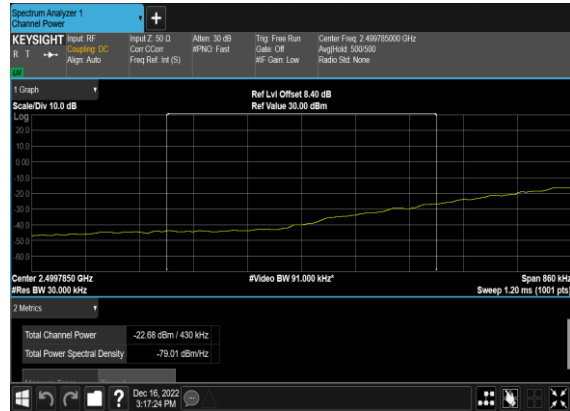 Spectrum Analyzer 1
Channel Power
+
KEYSIGHT Input: RF Input Z: 50 Ω Atten: 30 dB Trig: Free Run Center Freq: 2.499785000 GHz
R T Coupling: DC Corr CCorr #PNO: Fast Gate: Off Avg|Hold: 500/500
Align: Auto Freq Ref: Int (S) #IF Gain: Low Radio Std: None
1 Graph
Ref Lvl Offset 8.40 dB
Scale/Div 10.0 dB Ref Value 30.00 dBm
Log
20.0
10.0
0.00
-10.0
-20.0
-30.0
-40.0
-50.0
-60.0
Center 2.4997850 GHz #Video BW 91.000 kHz* Span 860 kHz
#Res BW 30.000 kHz Sweep 1.20 ms (1001 pts)
2 Metrics
Total Channel Power -22.68 dBm / 430 kHz
Total Power Spectral Density -79.01 dBm/Hz
?
Dec 16, 2022
3:17:24 PM